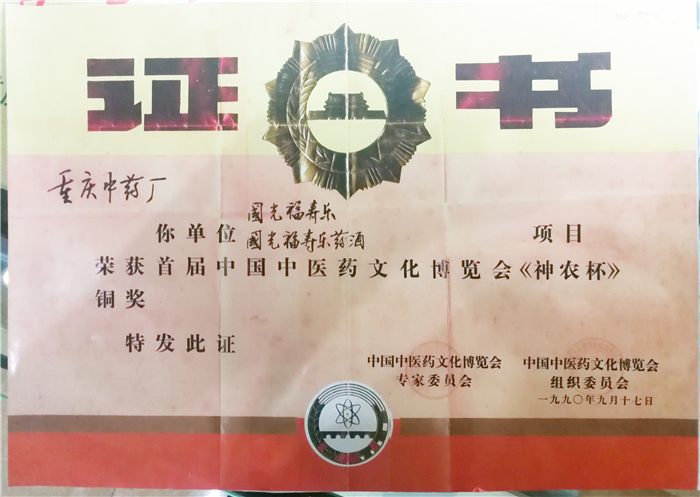 证书
重庆中药厂
國光福寿乐
你单位國光福寿乐药酒 项目
荣获首届中国中医药文化博览会《神农杯》
铜奖
特发此证
中国中医药文化博览会 中国中医药文化博览会
专家委员会 组织委员会
一九九〇年九月十七日